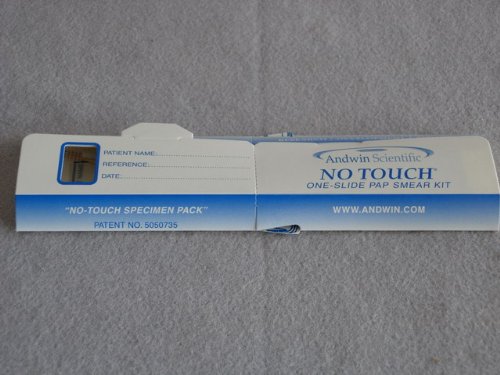 PATIENT NAME:
REFERENCE:
DATE:
"NO-TOUCH SPECIMEN PACK"
PATENT NO. 5050735
Andwin Scientific
NO TOUCH®
ONE-SLIDE PAP SMEAR KIT
WWW.ANDWIN.COM